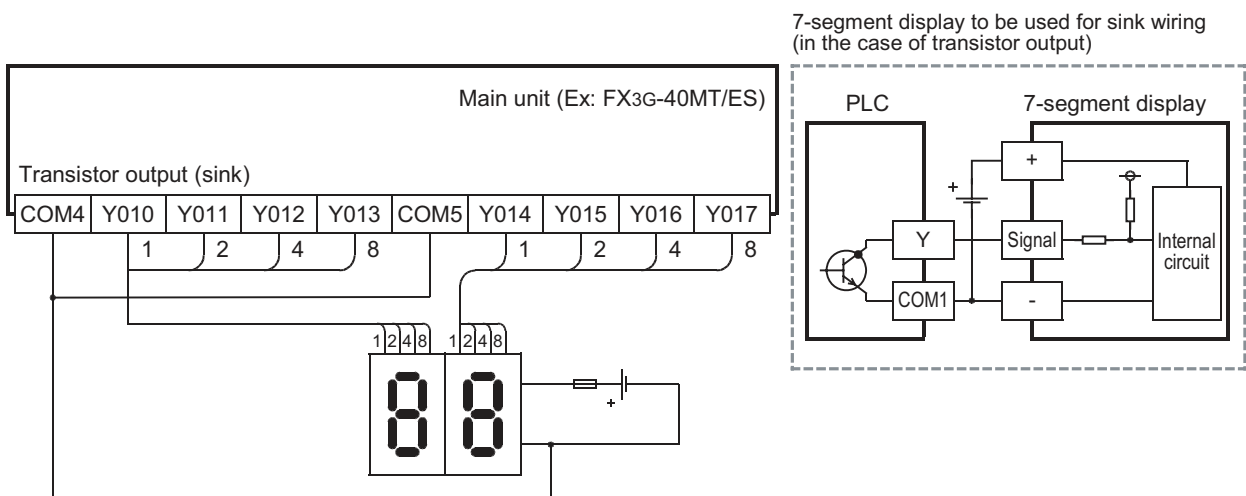 7-segment display to be used for sink wiring
(in the case of transistor output)
Main unit (Ex: FX3G-40MT/ES)
PLC 7-segment display
Transistor output (sink)
COM4 Y010 Y011 Y012 Y013 COM5 Y014 Y015 Y016 Y017
1 2 4 8 1 2 4 8
+
+
Y Signal Internal
circuit
COM1 -
1 2 4 8 1 2 4 8
+